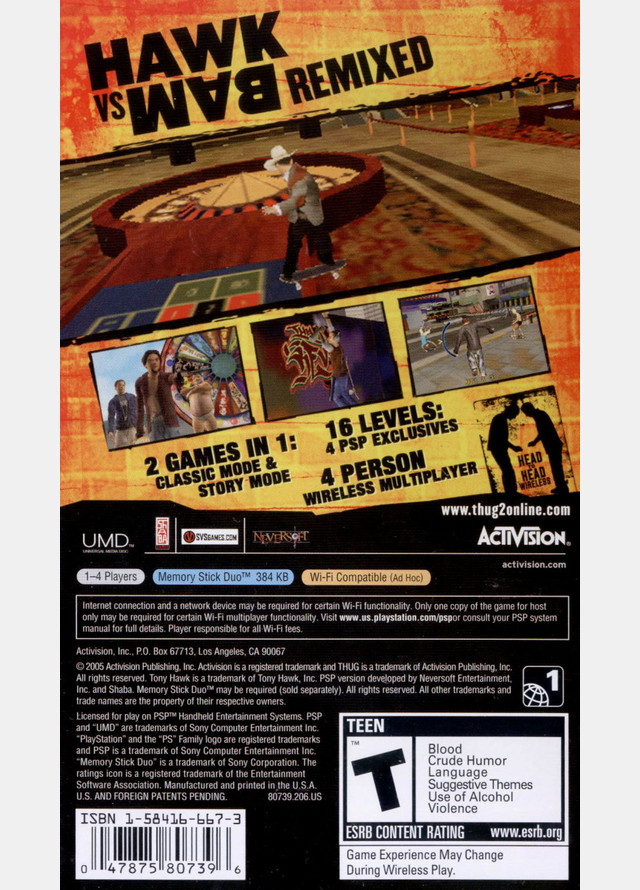 HAWK
VS BAM REMIXED
2 GAMES IN 1:
CLASSIC MODE &
STORY MODE
16 LEVELS:
4 PSP EXCLUSIVES
4 PERSON
WIRELESS MULTIPLAYER
HEAD
TO
HEAD
WIRELESS
www.thug2online.com
UMD™
UNIVERSAL MEDIA DISC
SHABA
SVSGAMES.COM
NEVERSOFT
ACTIVISION®
activision.com
1–4 Players
Memory Stick Duo™ 384 KB
Wi-Fi Compatible (Ad Hoc)
Internet connection and a network device may be required for certain Wi-Fi functionality. Only one copy of the game for host
only may be required for certain Wi-Fi multiplayer functionality. Visit www.us.playstation.com/pspor consult your PSP system
manual for full details. Player responsible for all Wi-Fi fees.
Activision, Inc., P.O. Box 67713, Los Angeles, CA 90067
© 2005 Activision Publishing, Inc. Activision is a registered trademark and THUG is a trademark of Activision Publishing, Inc.
All rights reserved. Tony Hawk is a trademark of Tony Hawk, Inc. PSP version developed by Neversoft Entertainment,
Inc. and Shaba. Memory Stick Duo™ may be required (sold separately). All rights reserved. All other trademarks and
trade names are the property of their respective owners.
1
Licensed for play on PSP™ Handheld Entertainment Systems. PSP
and “UMD” are trademarks of Sony Computer Entertainment Inc.
“PlayStation” and the “PS” Family logo are registered trademarks
and PSP is a trademark of Sony Computer Entertainment Inc.
“Memory Stick Duo” is a trademark of Sony Corporation. The
ratings icon is a registered trademark of the Entertainment
Software Association. Manufactured and printed in the U.S.A.
U.S. AND FOREIGN PATENTS PENDING. 80739.206.US
ISBN 1-58416-667-3
0 47875 80739 6
TEEN
TM
T
Blood
Crude Humor
Language
Suggestive Themes
Use of Alcohol
Violence
ESRB CONTENT RATING www.esrb.org
Game Experience May Change
During Wireless Play.